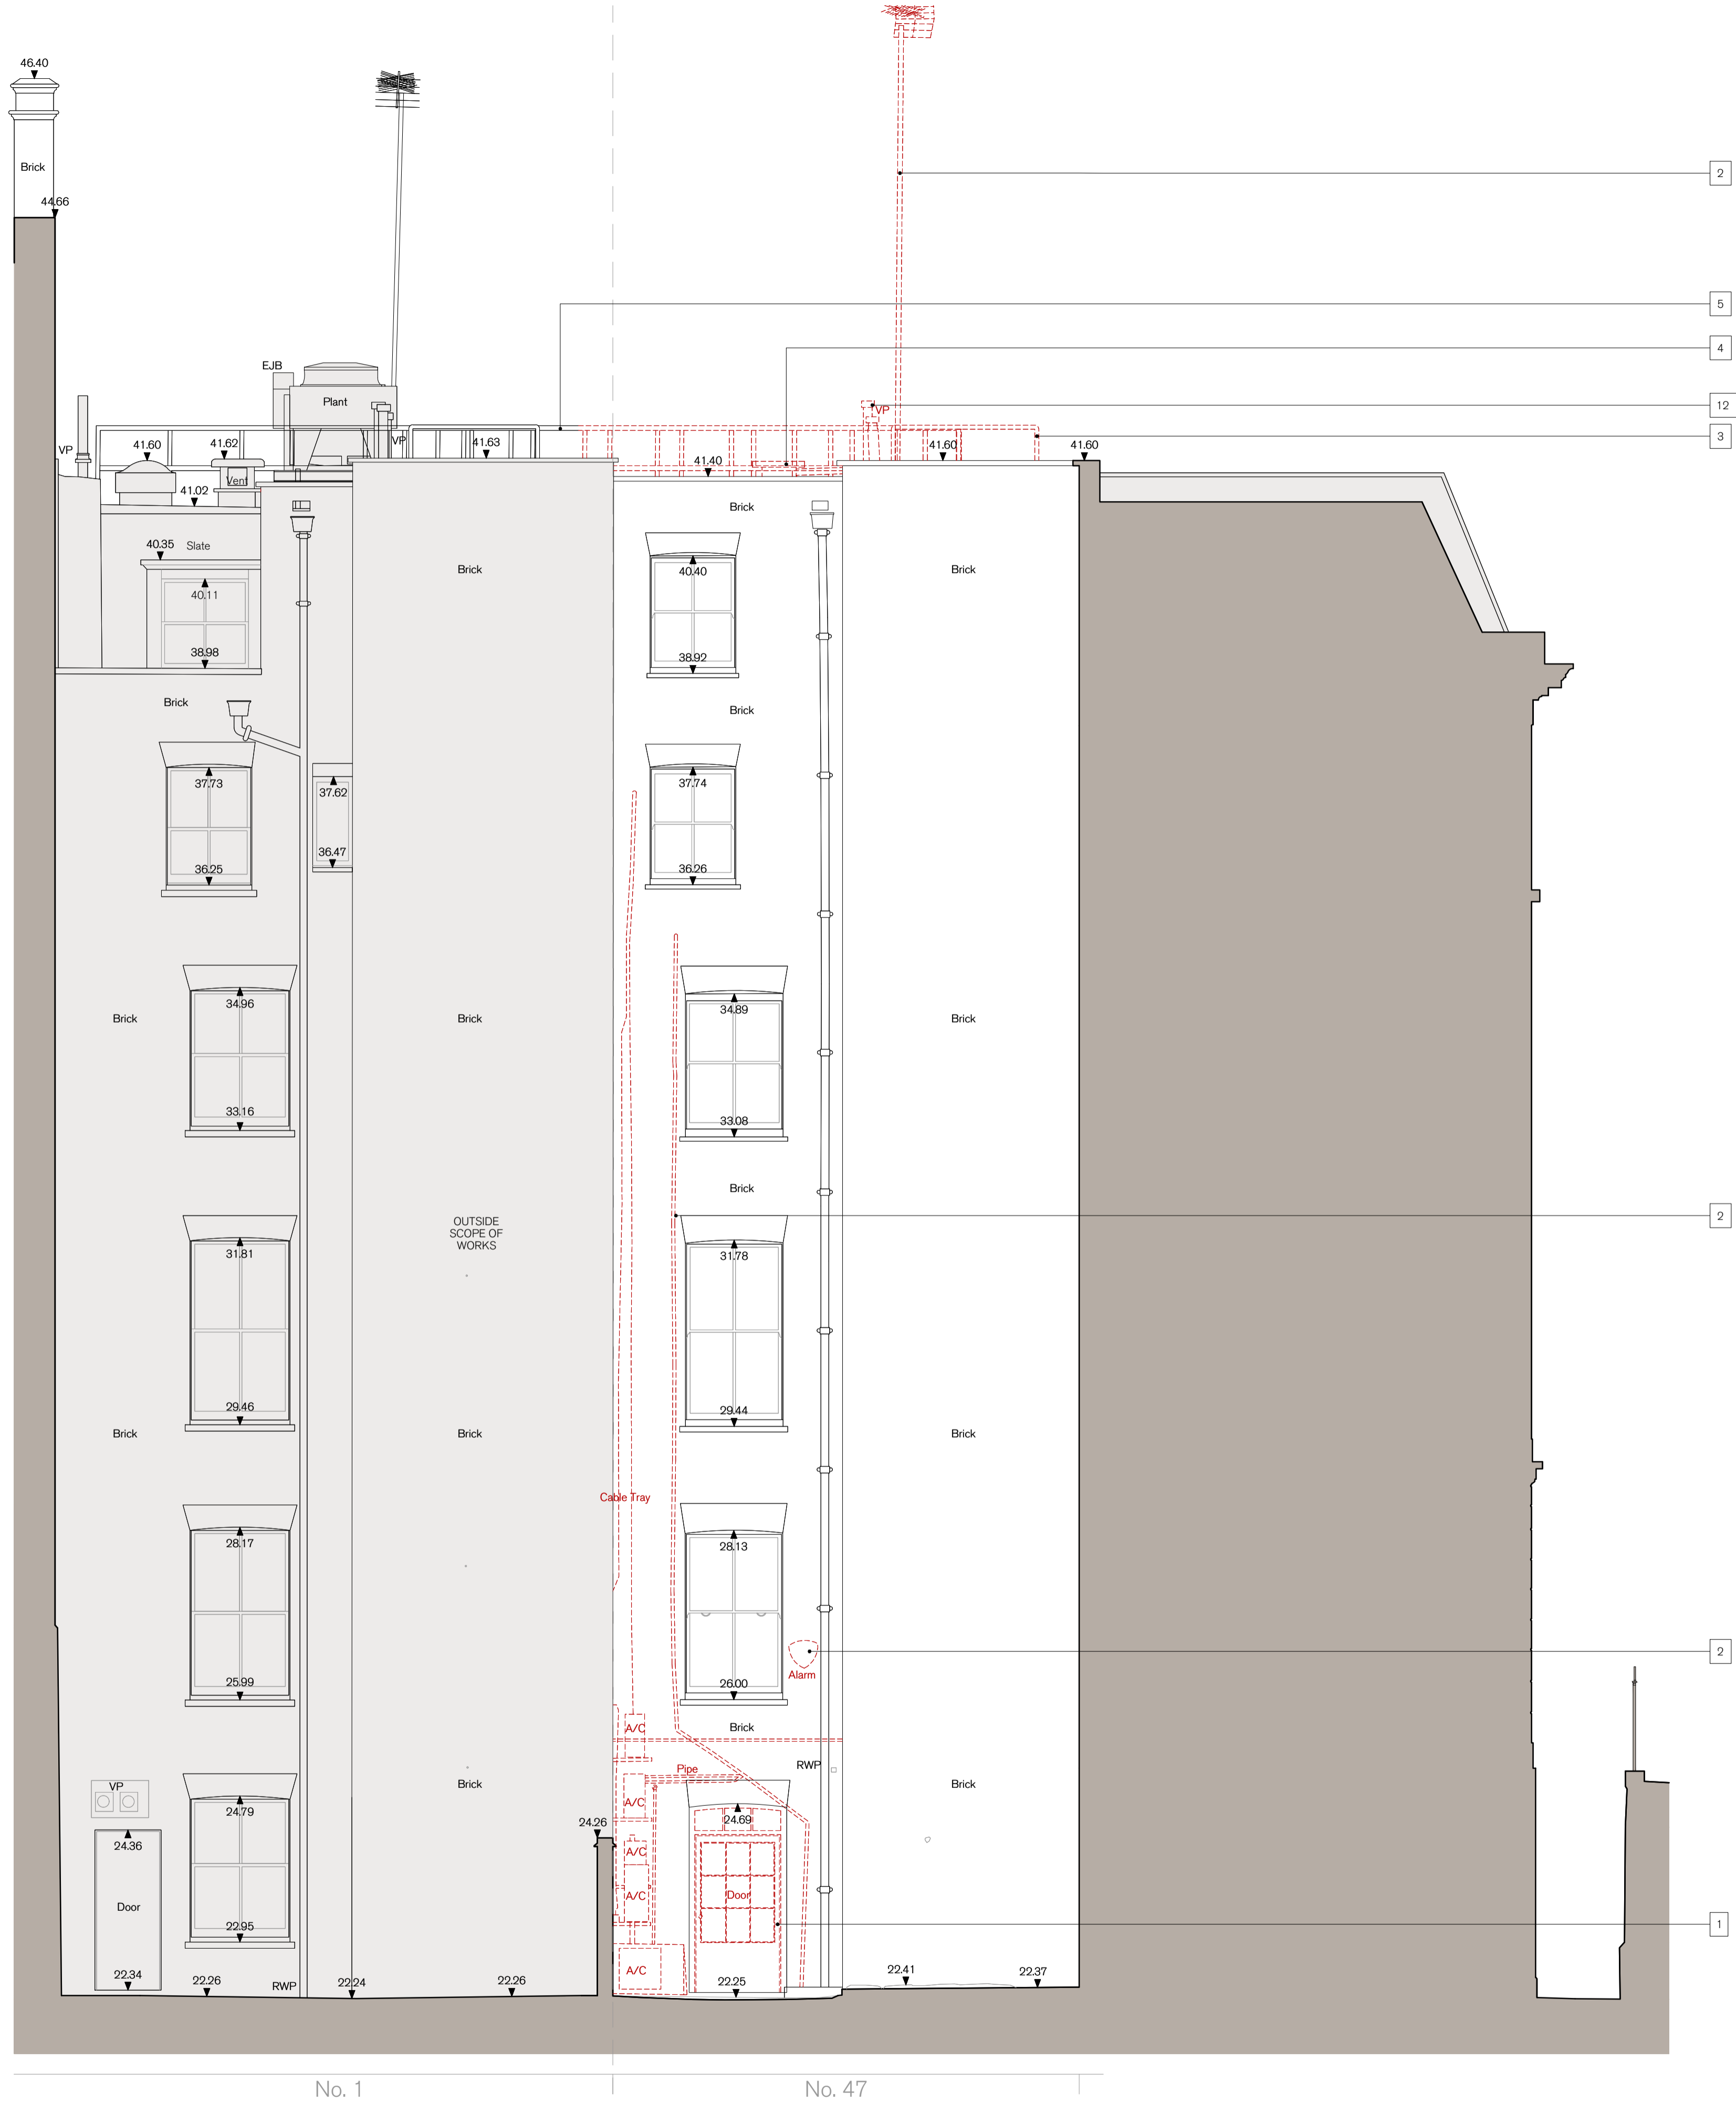 46.40
Brick
2
44.66
5
4
EJB
Plant
12
VP
3
VP
VP
41.60
41.62
41.63
41.60
41.60
41.40
Vent
41.02
Brick
40.35
Slate
Brick
40.40
Brick
40.11
38.98
38.92
Brick
Brick
37.73
37.62
37.74
36.47
36.25
36.26
34.96
34.89
Brick
Brick
Brick
33.16
33.08
Brick
2
OUTSIDE
SCOPE OF
WORKS
31.81
31.78
29.46
29.44
Brick
Brick
Brick
Cable Tray
28.17
28.13
2
Alarm
25.99
26.00
A/C
Brick
RWP
Pipe
VP
Brick
Brick
A/C
24.79
24.69
24.26
24.36
A/C
Door
A/C
Door
1
22.95
22.34
22.26
RWP
22.24
22.26
A/C
22.25
22.41
22.37
No. 1
No. 47